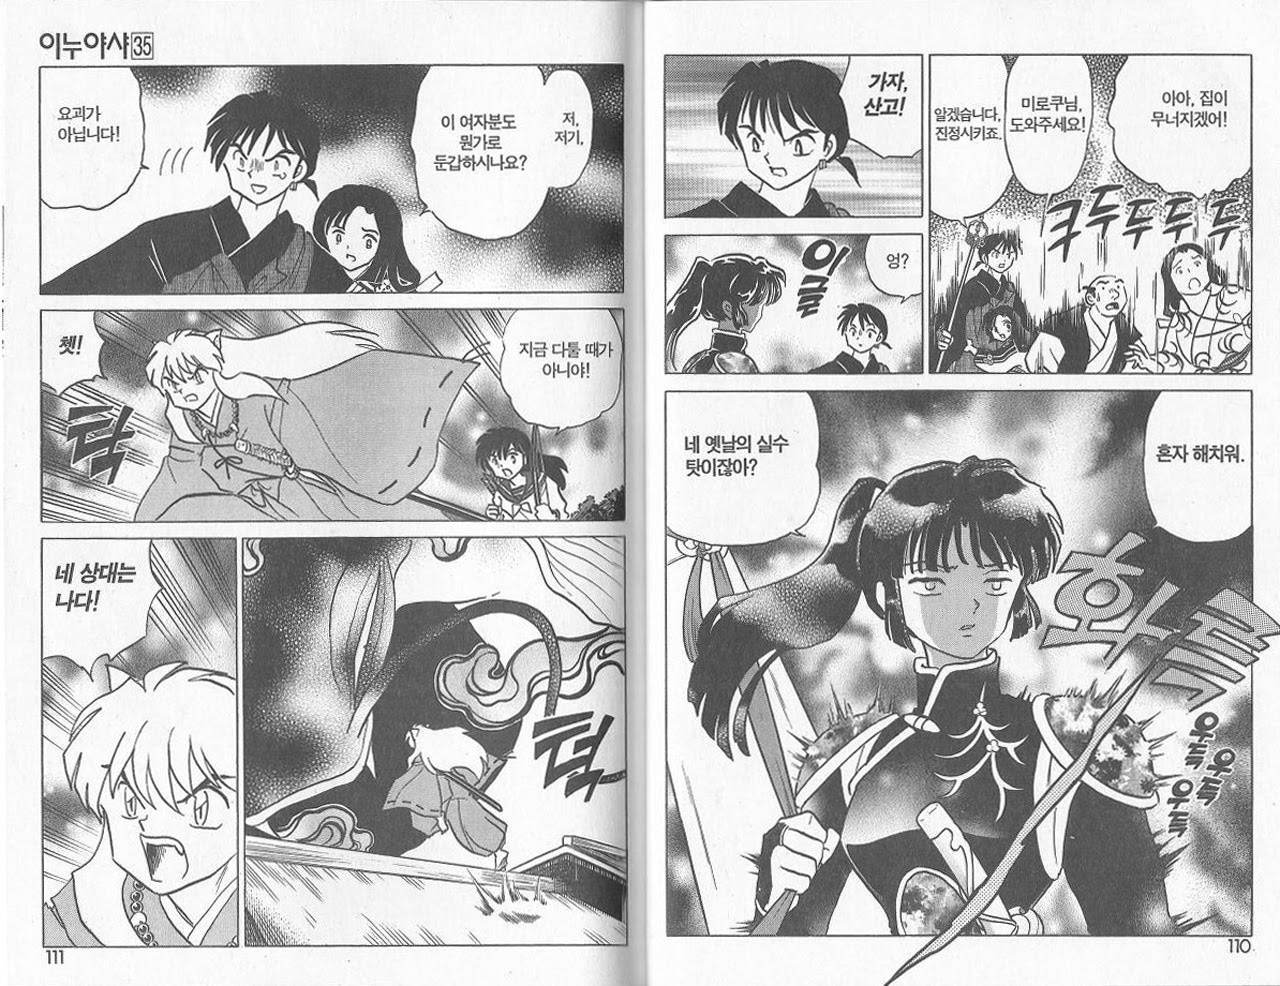 아아, 집이
무너지겠어!
미로쿠님,
도와주세요!
알겠습니다,
진정시키죠.
쿠두두두두
가자,
산고!
엉?
이글
혼자 해치워.
네 옛날의 실수
탓이잖아?
화륵
우득
우득
우득
110
이누야샤 35
저,
저기,
이 여자분도
뭔가로
둔갑하시나요?
요괴가
아닙니다!
지금 다툴 때가
아니야!
쳇!
탁
턱
네 상대는
나다!
111